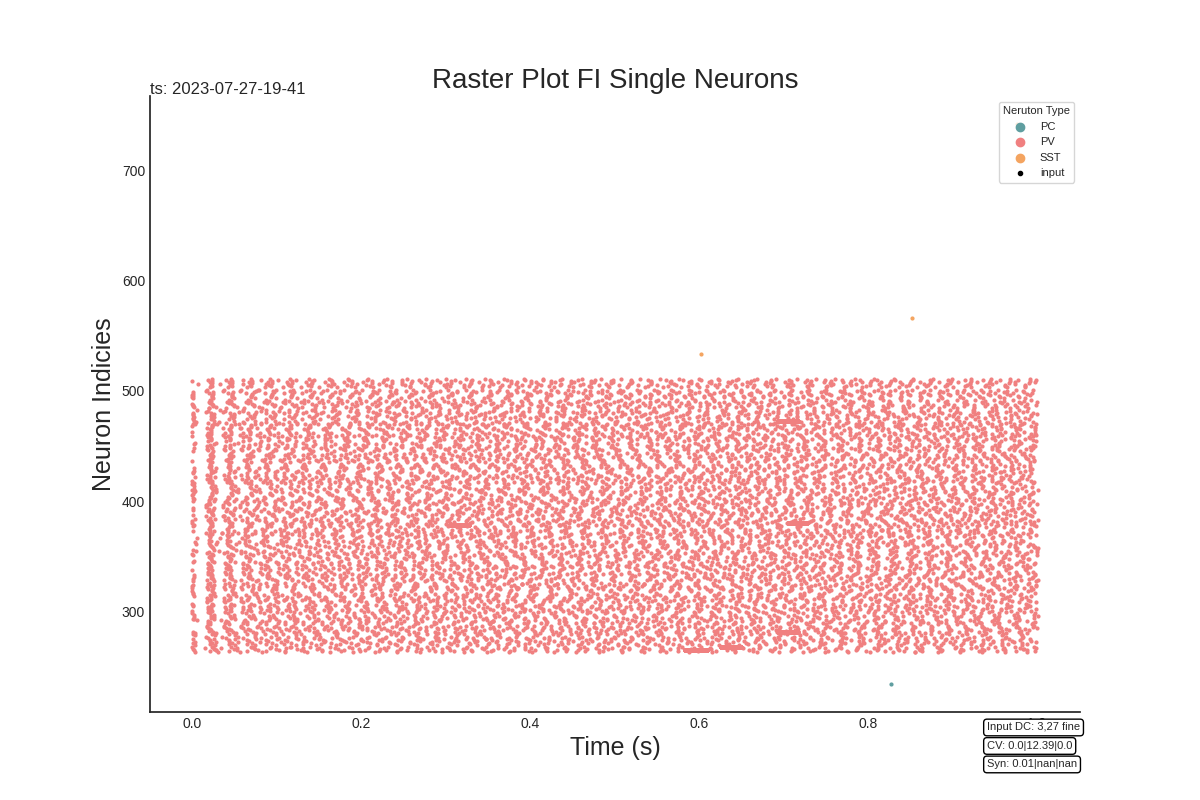 Raster Plot FI Single Neurons
ts: 2023-07-27-19-41
Neruton Type
PC
PV
SST
input
700
600
500
400
300
Neuron Indicies
0.0
0.2
0.4
0.6
0.8
Time (s)
Input DC: 3,27 fine
CV: 0.0|12.39|0.0
Syn: 0.01|nan|nan